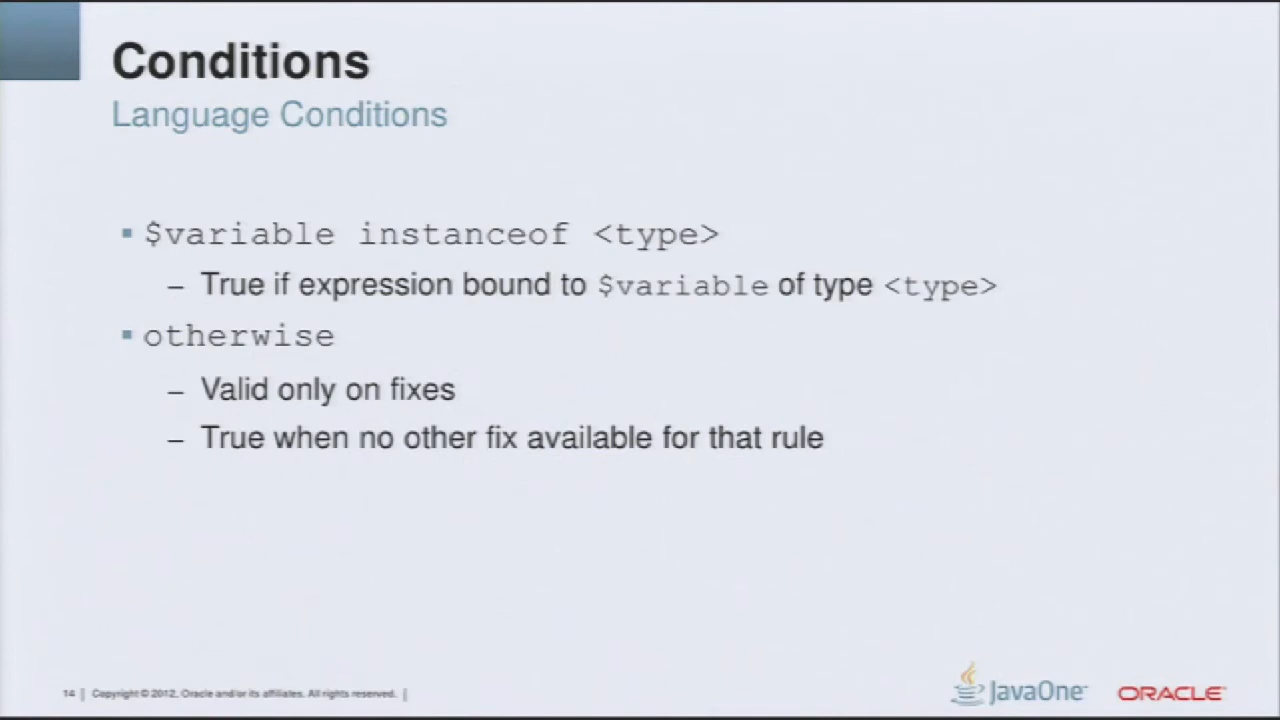 Conditions
Language Conditions
$variable instanceof <type>
– True if expression bound to $variable of type <type>
otherwise
– Valid only on fixes
– True when no other fix available for that rule
14 | Copyright © 2012, Oracle and/or its affiliates. All rights reserved. |
JavaOne™ ORACLE®